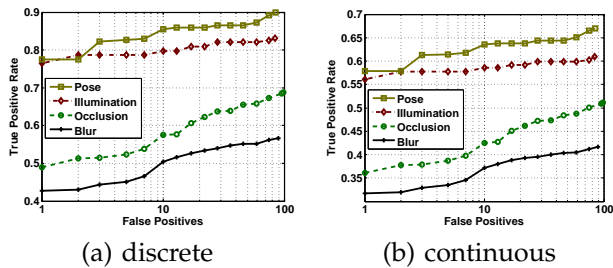 True Positive Rate
0.9
0.8
0.7
0.6
0.5
0.4
Pose
Illumination
Occlusion
Blur
1
10
100
False Positives
(a) discrete
True Positive Rate
0.7
0.65
0.6
0.55
0.5
0.45
0.4
0.35
Pose
Illumination
Occlusion
Blur
1
10
100
False Positives
(b) continuous